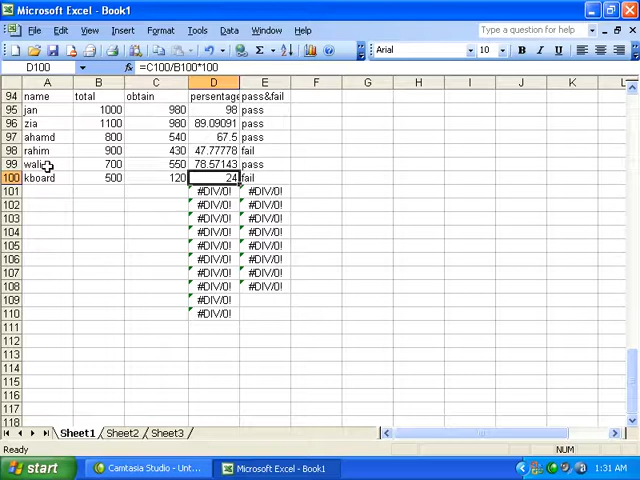 Microsoft Excel - Book1
File Edit View Insert Format Tools Data Window Help
Type a question for help
Arial 10 B I U
D100 fx =C100/B100*100
A B C D E F G H I J K L
94 name total obtain persentage pass&fail
95 jan 1000 980 98 pass
96 zia 1100 980 89.09091 pass
97 ahamd 800 540 67.5 pass
98 rahim 900 430 47.77778 fail
99 wali 700 550 78.57143 pass
100 kboard 500 120 24 fail
101 #DIV/0! #DIV/0!
102 #DIV/0! #DIV/0!
103 #DIV/0! #DIV/0!
104 #DIV/0! #DIV/0!
105 #DIV/0! #DIV/0!
106 #DIV/0! #DIV/0!
107 #DIV/0! #DIV/0!
108 #DIV/0! #DIV/0!
109 #DIV/0!
110 #DIV/0!
111
112
113
114
115
116
117
118
Sheet1 Sheet2 Sheet3
Ready NUM
start Camtasia Studio - Unt... Microsoft Excel - Book1 1:31 AM